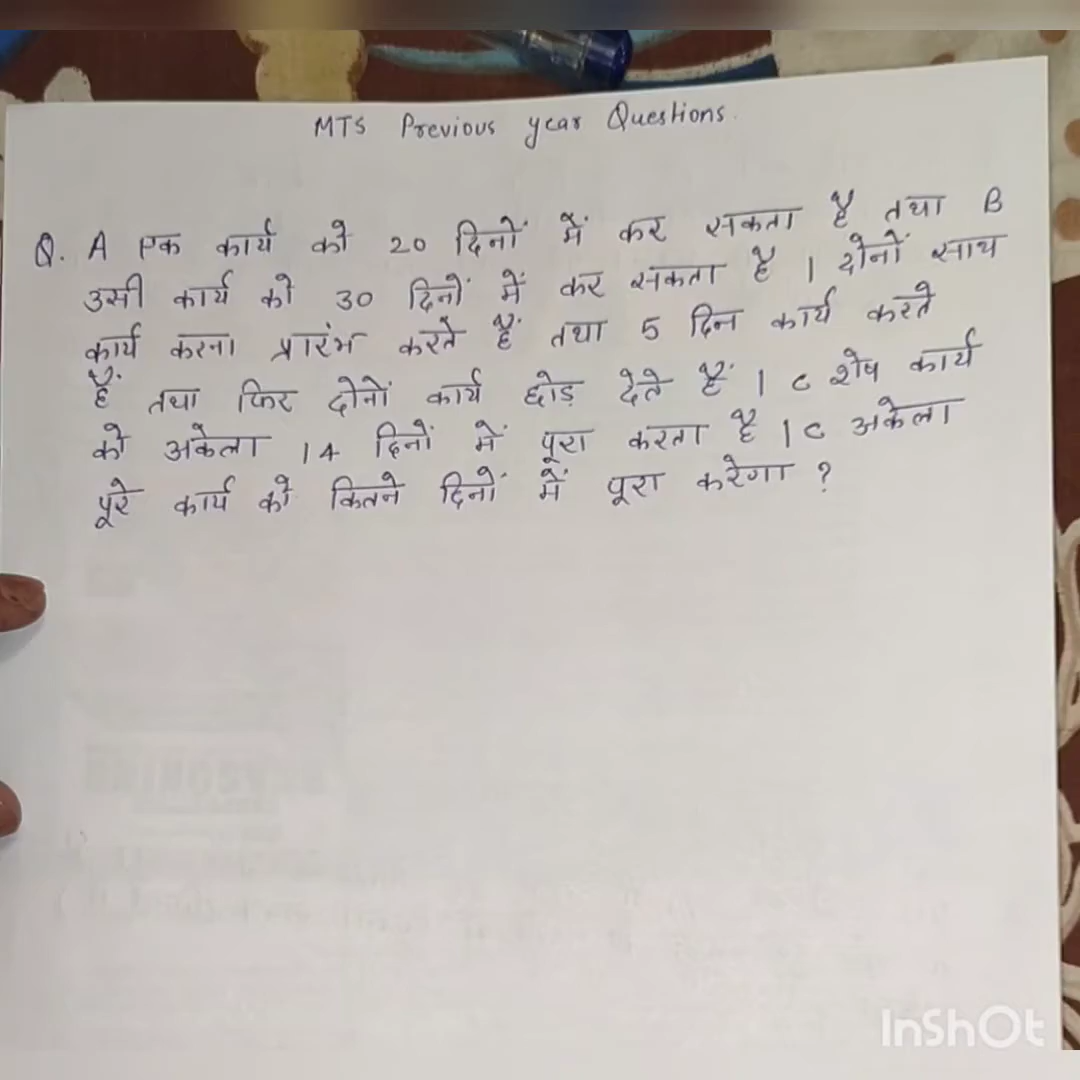 MTS Previous year Questions.
Q. A एक कार्य को 20 दिनों में कर सकता है तथा B
उसी कार्य को 30 दिनों में कर सकता है । दोनों साथ
कार्य करना प्रारंभ करते हैं तथा 5 दिन कार्य करते
हैं तथा फिर दोनों कार्य छोड़ देते हैं । C शेष कार्य
को अकेला 14 दिनों में पूरा करता है । C अकेला
पूरे कार्य को कितने दिनों में पूरा करेगा ?
InShOt